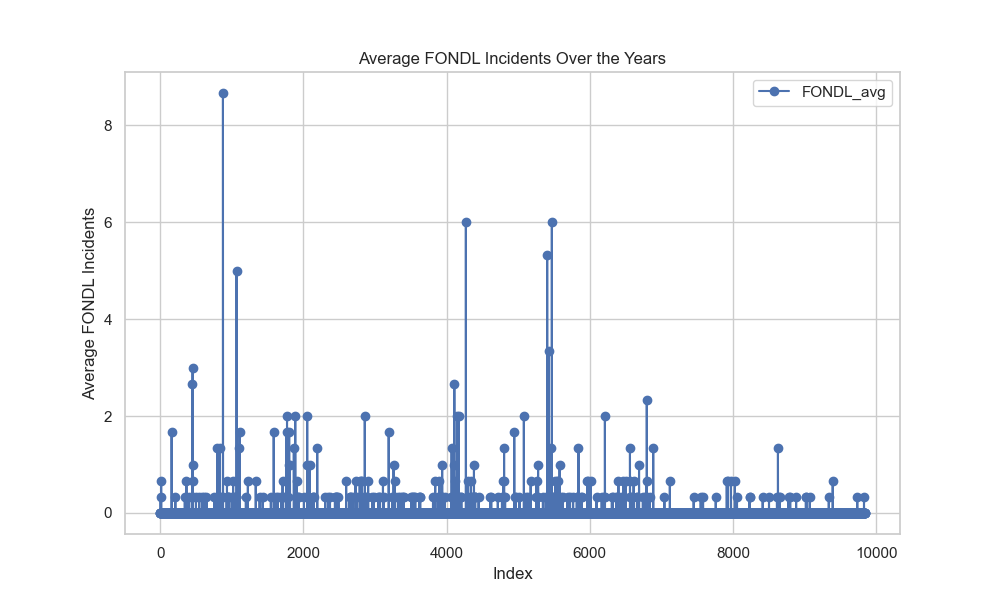 Average FONDL Incidents Over the Years
FONDL_avg
Average FONDL Incidents
8
6
4
2
0
0 2000 4000 6000 8000 10000
Index